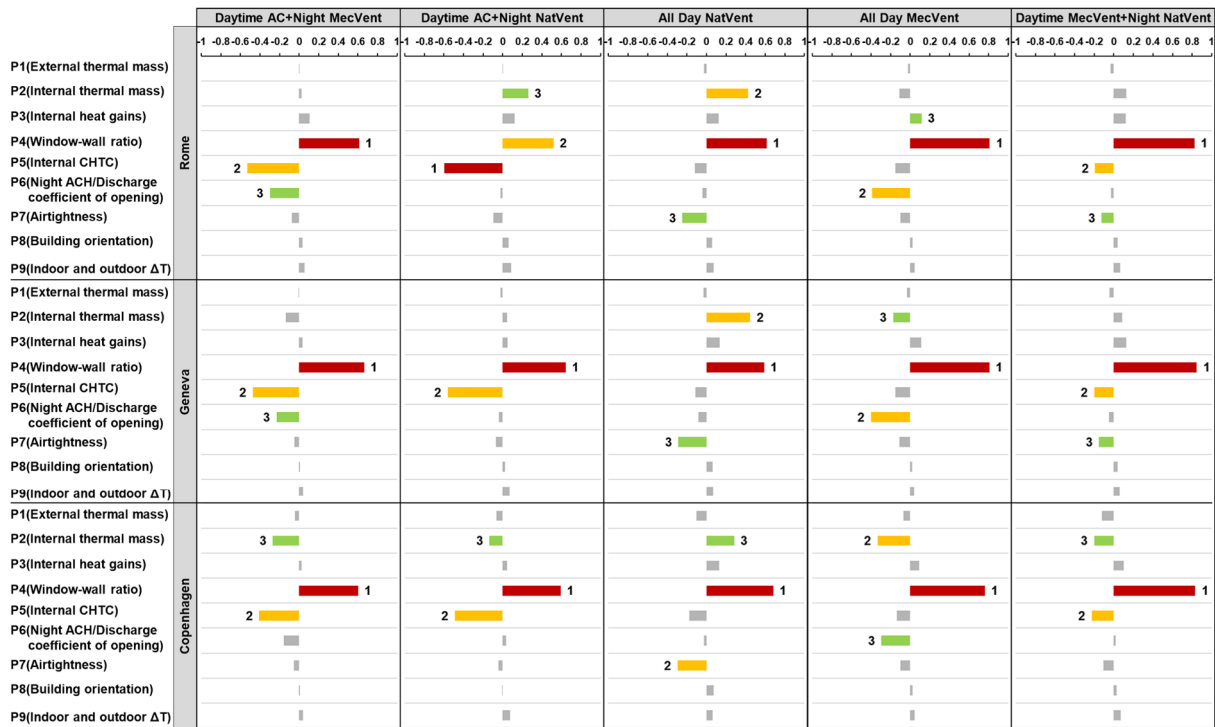 Daytime AC+Night MecVent Daytime AC+Night NatVent All Day NatVent All Day MecVent Daytime MecVent+Night NatVent
-1 -0.8 -0.6 -0.4 -0.2 0 0.2 0.4 0.6 0.8 1 -1 -0.8 -0.6 -0.4 -0.2 0 0.2 0.4 0.6 0.8 1 -1 -0.8 -0.6 -0.4 -0.2 0 0.2 0.4 0.6 0.8 1 -1 -0.8 -0.6 -0.4 -0.2 0 0.2 0.4 0.6 0.8 1 -1 -0.8 -0.6 -0.4 -0.2 0 0.2 0.4 0.6 0.8 1
Rome
P1(External thermal mass)
P2(Internal thermal mass) 3 2
P3(Internal heat gains) 3
P4(Window-wall ratio) 1 2 1 1 1
P5(Internal CHTC) 2 1 2
P6(Night ACH/Discharge
coefficient of opening) 3 2
P7(Airtightness) 3 3
P8(Building orientation)
P9(Indoor and outdoor ΔT)
Geneva
P1(External thermal mass)
P2(Internal thermal mass) 2 3
P3(Internal heat gains)
P4(Window-wall ratio) 1 1 1 1 1
P5(Internal CHTC) 2 2 2
P6(Night ACH/Discharge
coefficient of opening) 3 2
P7(Airtightness) 3 3
P8(Building orientation)
P9(Indoor and outdoor ΔT)
Copenhagen
P1(External thermal mass)
P2(Internal thermal mass) 3 3 3 2 3
P3(Internal heat gains)
P4(Window-wall ratio) 1 1 1 1 1
P5(Internal CHTC) 2 2 2
P6(Night ACH/Discharge
coefficient of opening) 3
P7(Airtightness) 2
P8(Building orientation)
P9(Indoor and outdoor ΔT)